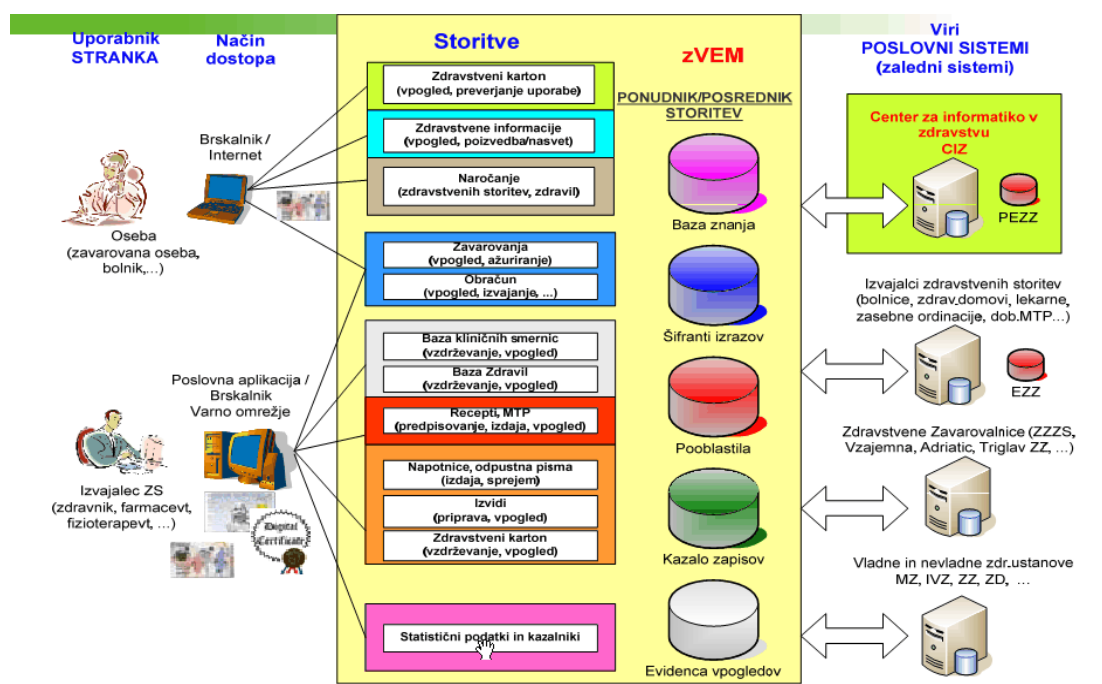 Uporabnik
STRANKA
Način
dostopa
Storitve
zVEM
PONUDNIK/POSREDNIK
STORITEV
Viri
POSLOVNI SISTEMI
(zaledni sistemi)
Oseba
(zavarovana oseba,
bolnik,...)
Brskalnik /
Internet
Zdravstveni karton
(vpogled, preverjanje uporabe)
Zdravstvene informacije
(vpogled, poizvedba/nasvet)
Naročanje
(zdravstvenih storitev, zdravil)
Zavarovanja
(vpogled, ažuriranje)
Obračun
(vpogled, izvajanje, ...)
Izvajalec ZS
(zdravnik, farmacevt,
fizioterapevt, ...)
Poslovna aplikacija /
Brskalnik
Varno omrežje
Digital
Certificate
Baza kliničnih smernic
(vzdrževanje, vpogled)
Baza Zdravil
(vzdrževanje, vpogled)
Recepti, MTP
(predpisovanje, izdaja, vpogled)
Napotnice, odpustna pisma
(izdaja, sprejem)
Izvidi
(priprava, vpogled)
Zdravstveni karton
(vzdrževanje, vpogled)
Statistični podatki in kazalniki
Baza znanja
Šifranti izrazov
Pooblastila
Kazalo zapisov
Evidenca vpogledov
Center za informatiko v
zdravstvu
CIZ
PEZZ
Izvajalci zdravstvenih storitev
(bolnice, zdrav.domovi, lekarne,
zasebne ordinacije, dob.MTP...)
EZZ
Zdravstvene Zavarovalnice (ZZZS,
Vzajemna, Adriatic, Triglav ZZ, ...)
Vladne in nevladne zdr.ustanove
MZ, IVZ, ZZ, ZD, ...